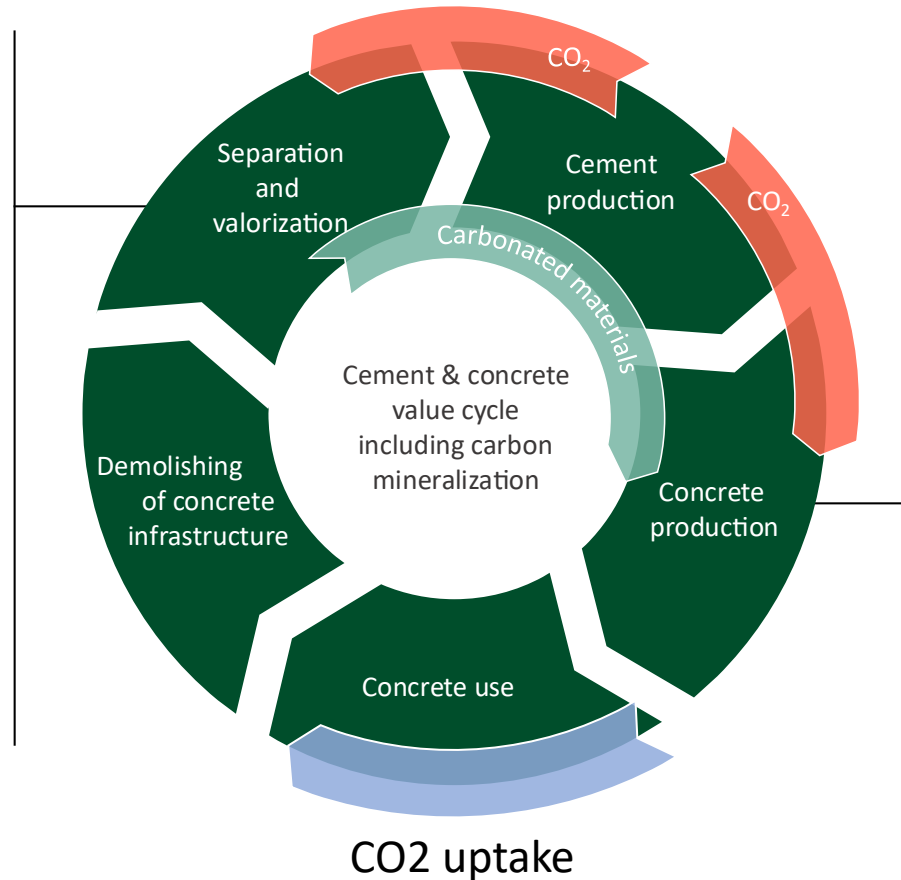 CO₂
Separation
and
valorization
Cement
production
CO₂
Carbonated materials
Cement & concrete
value cycle
including carbon
mineralization
Demolishing
of concrete
infrastructure
Concrete
production
Concrete use
CO2 uptake